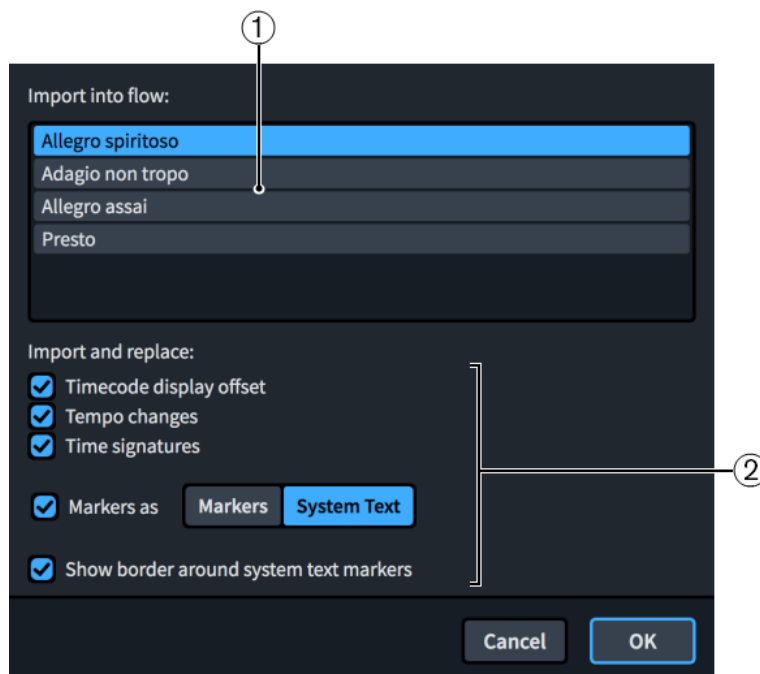 1
Import into flow:
Allegro spiritoso
Adagio non tropo
Allegro assai
Presto
Import and replace:
Timecode display offset
Tempo changes
Time signatures
2
Markers as Markers System Text
Show border around system text markers
Cancel OK